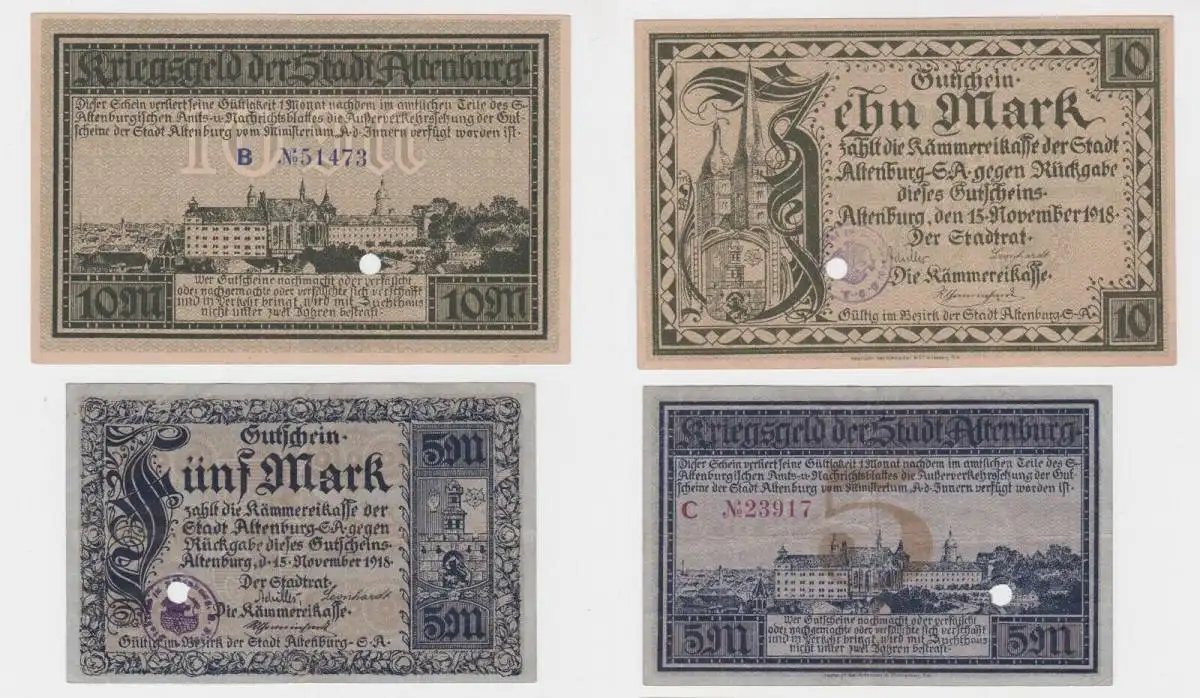 Kriegsgeld der Stadt Altenburg.
Dieser Schein verliert seine Gültigkeit 1 Monat nachdem im amtlichen Teile des S-
Altenburgischen Amts-u-Nachrichtsblattes die Außerverkehrsetzung der Gut-
scheine der Stadt Altenburg vom Ministerium A-d-Innern verfügt worden ist.
10M
B №51473
Wer Gutscheine nachmacht oder verfälscht
oder nachgemachte oder verfälschte sich verschafft
und in Verkehr bringt, wird mit Zuchthaus
nicht unter zwei Jahren bestraft.
10M
10M
10
Gutschein.
Zehn Mark
zahlt die Kämmereikasse der Stadt
Altenburg-S-A-gegen Rückgabe
dieses Gutscheins.
Altenburg, den 15. November 1918.
Der Stadtrat.
Leonhardt
Die Kämmereikasse.
Gültig im Bezirk der Stadt Altenburg-S-A.
10
Gutschein.
Fünf Mark
zahlt die Kämmereikasse der
Stadt Altenburg-S-A-gegen
Rückgabe dieses Gutscheins.
Altenburg, d. 15. November 1918.
Der Stadtrat.
Leonhardt
Die Kämmereikasse.
Gültig im Bezirk der Stadt Altenburg-S-A.
5M
5M
Kriegsgeld der Stadt Altenburg.
Dieser Schein verliert seine Gültigkeit 1 Monat nachdem im amtlichen Teile des S-
Altenburgischen Amts-u-Nachrichtsblattes die Außerverkehrsetzung der Gut-
scheine der Stadt Altenburg vom Ministerium A-d-Innern verfügt worden ist.
C №23917
5
Wer Gutscheine nachmacht oder verfälscht
oder nachgemachte oder verfälschte sich verschafft
und in Verkehr bringt, wird mit Zuchthaus
nicht unter zwei Jahren bestraft.
5M
5M